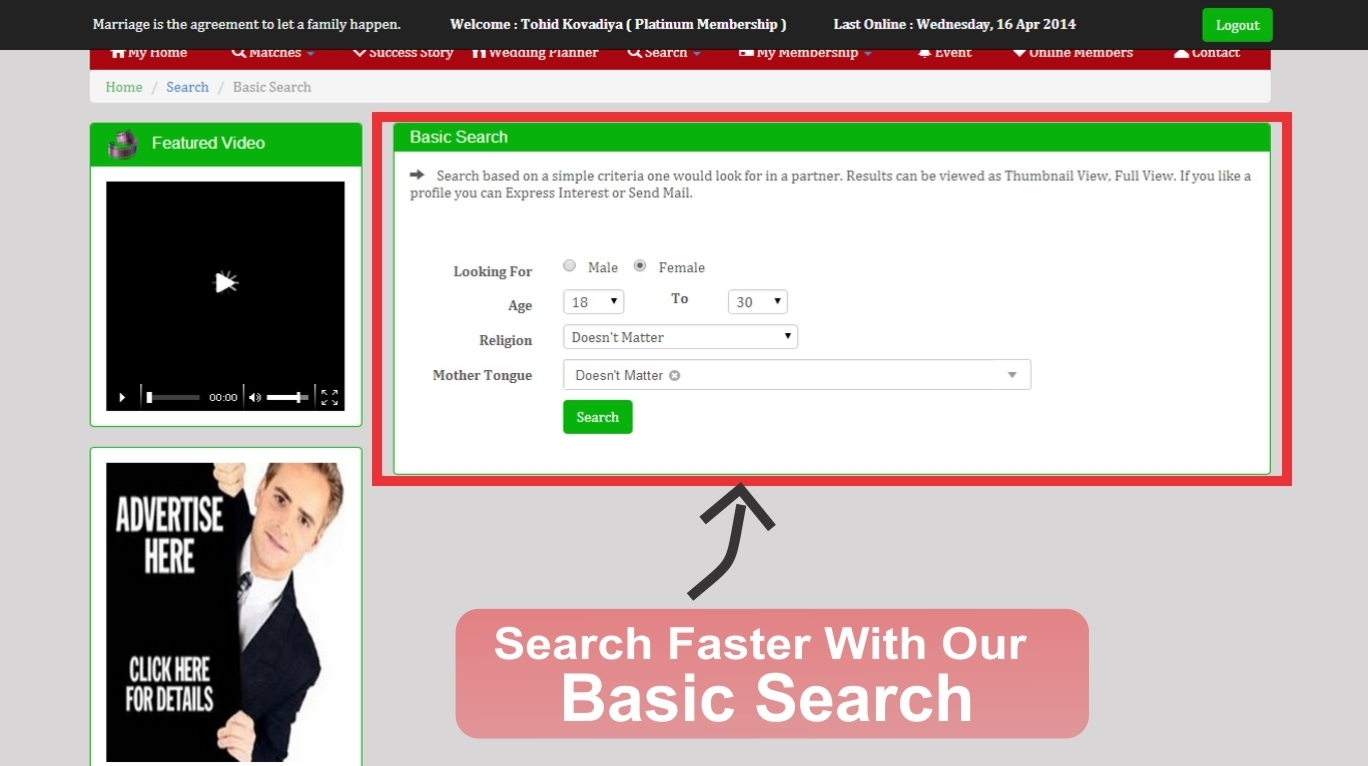 Marriage is the agreement to let a family happen. Welcome : Tohid Kovadiya ( Platinum Membership ) Last Online : Wednesday, 16 Apr 2014 Logout
My Home Matches Success Story Wedding Planner Search My Membership Event Online Members Contact
Home / Search / Basic Search
Featured Video
00:00
ADVERTISE
HERE
CLICK HERE
FOR DETAILS
Basic Search
Search based on a simple criteria one would look for in a partner. Results can be viewed as Thumbnail View, Full View. If you like a
profile you can Express Interest or Send Mail.
Looking For Male Female
Age 18 To 30
Religion Doesn't Matter
Mother Tongue Doesn't Matter
Search
Search Faster With Our
Basic Search